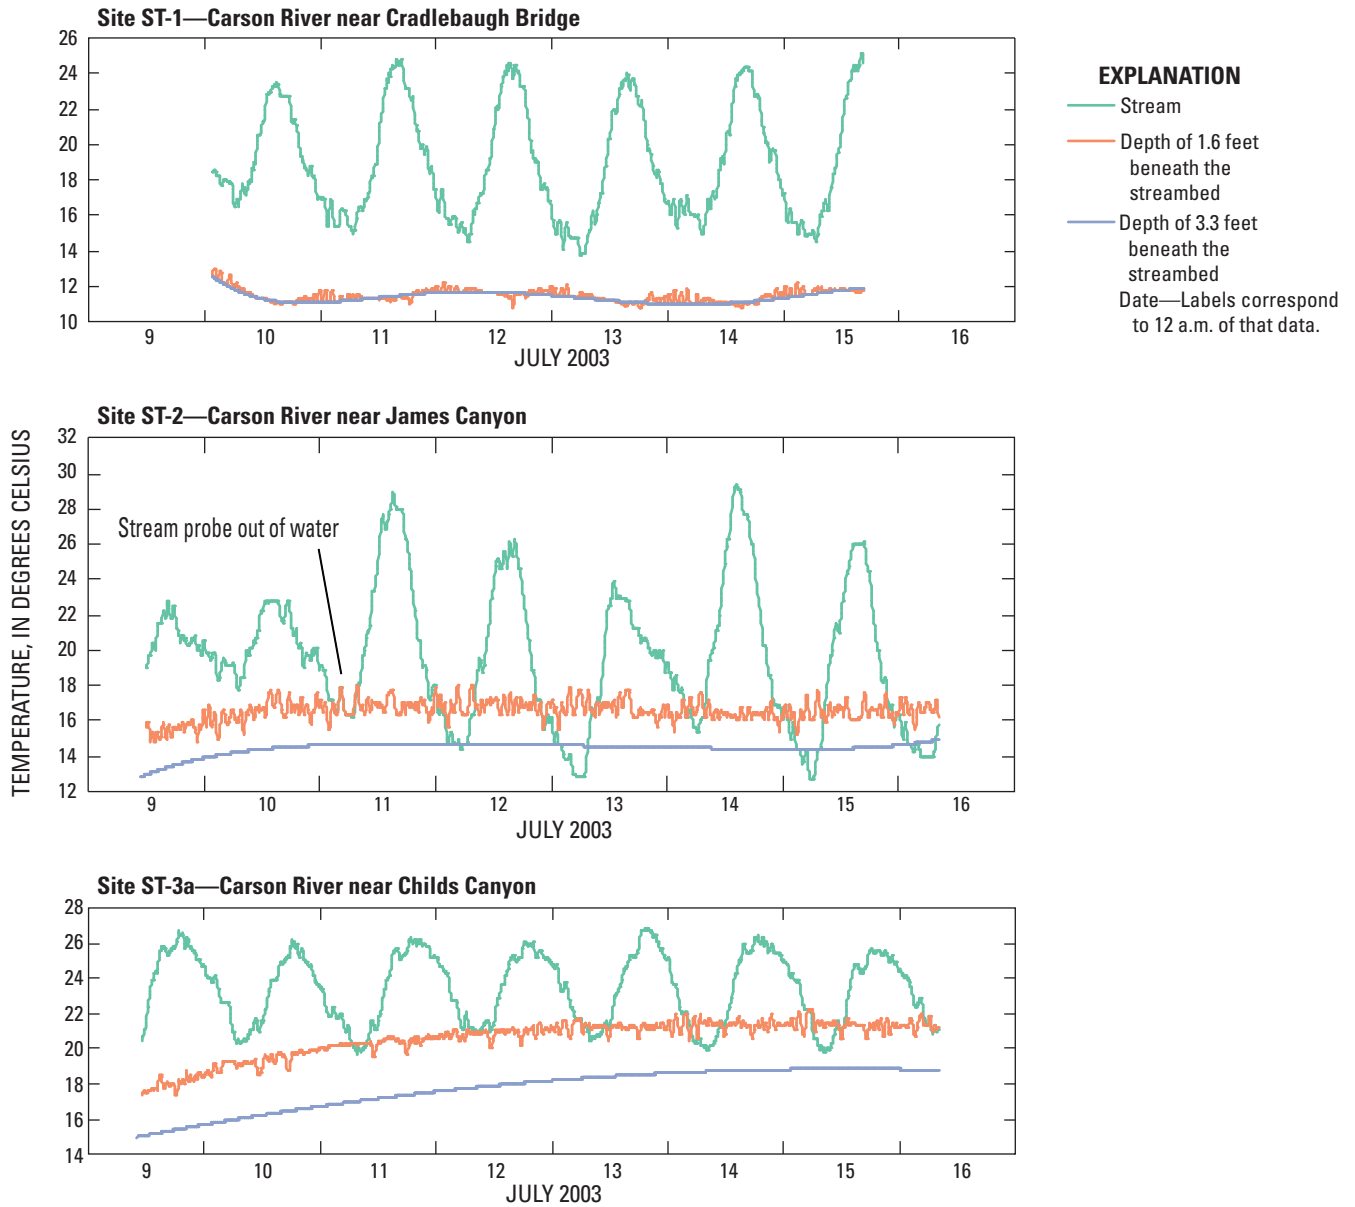 Site ST-1—Carson River near Cradlebaugh Bridge
26
24
22
20
18
16
14
12
10
9 10 11 12 13 14 15 16
JULY 2003
EXPLANATION
Stream
Depth of 1.6 feet
beneath the
streambed
Depth of 3.3 feet
beneath the
streambed
Date—Labels correspond
to 12 a.m. of that data.
TEMPERATURE, IN DEGREES CELSIUS
Site ST-2—Carson River near James Canyon
32
30
28
26
24
22
20
18
16
14
12
Stream probe out of water
9 10 11 12 13 14 15 16
JULY 2003
Site ST-3a—Carson River near Childs Canyon
28
26
24
22
20
18
16
14
9 10 11 12 13 14 15 16
JULY 2003